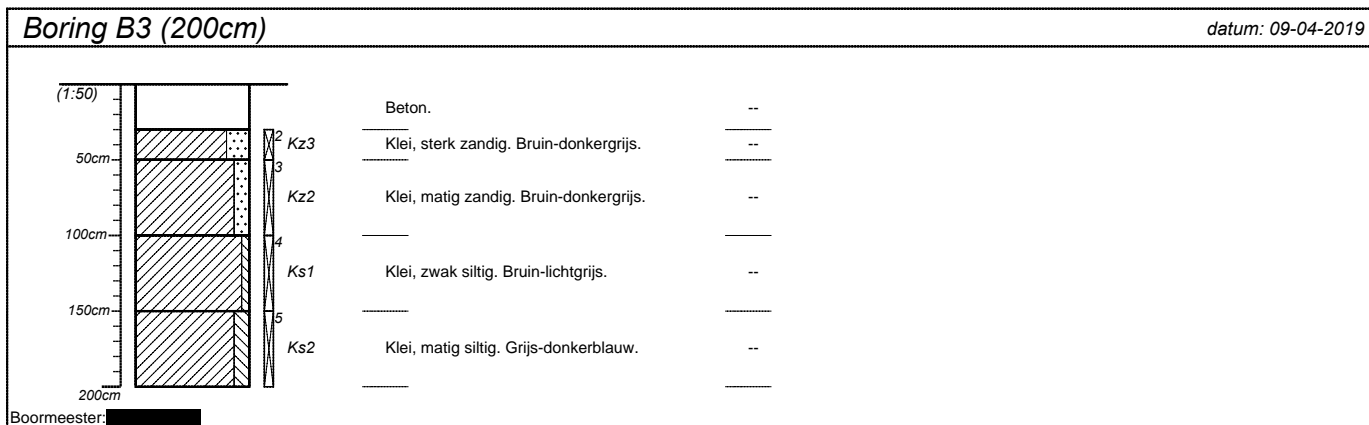 Boring B3 (200cm) datum: 09-04-2019
(1:50)
Beton. --
2 Kz3 Klei, sterk zandig. Bruin-donkergrijs. --
50cm
3
Kz2 Klei, matig zandig. Bruin-donkergrijs. --
100cm
4
Ks1 Klei, zwak siltig. Bruin-lichtgrijs. --
150cm
5
Ks2 Klei, matig siltig. Grijs-donkerblauw. --
200cm
Boormeester: